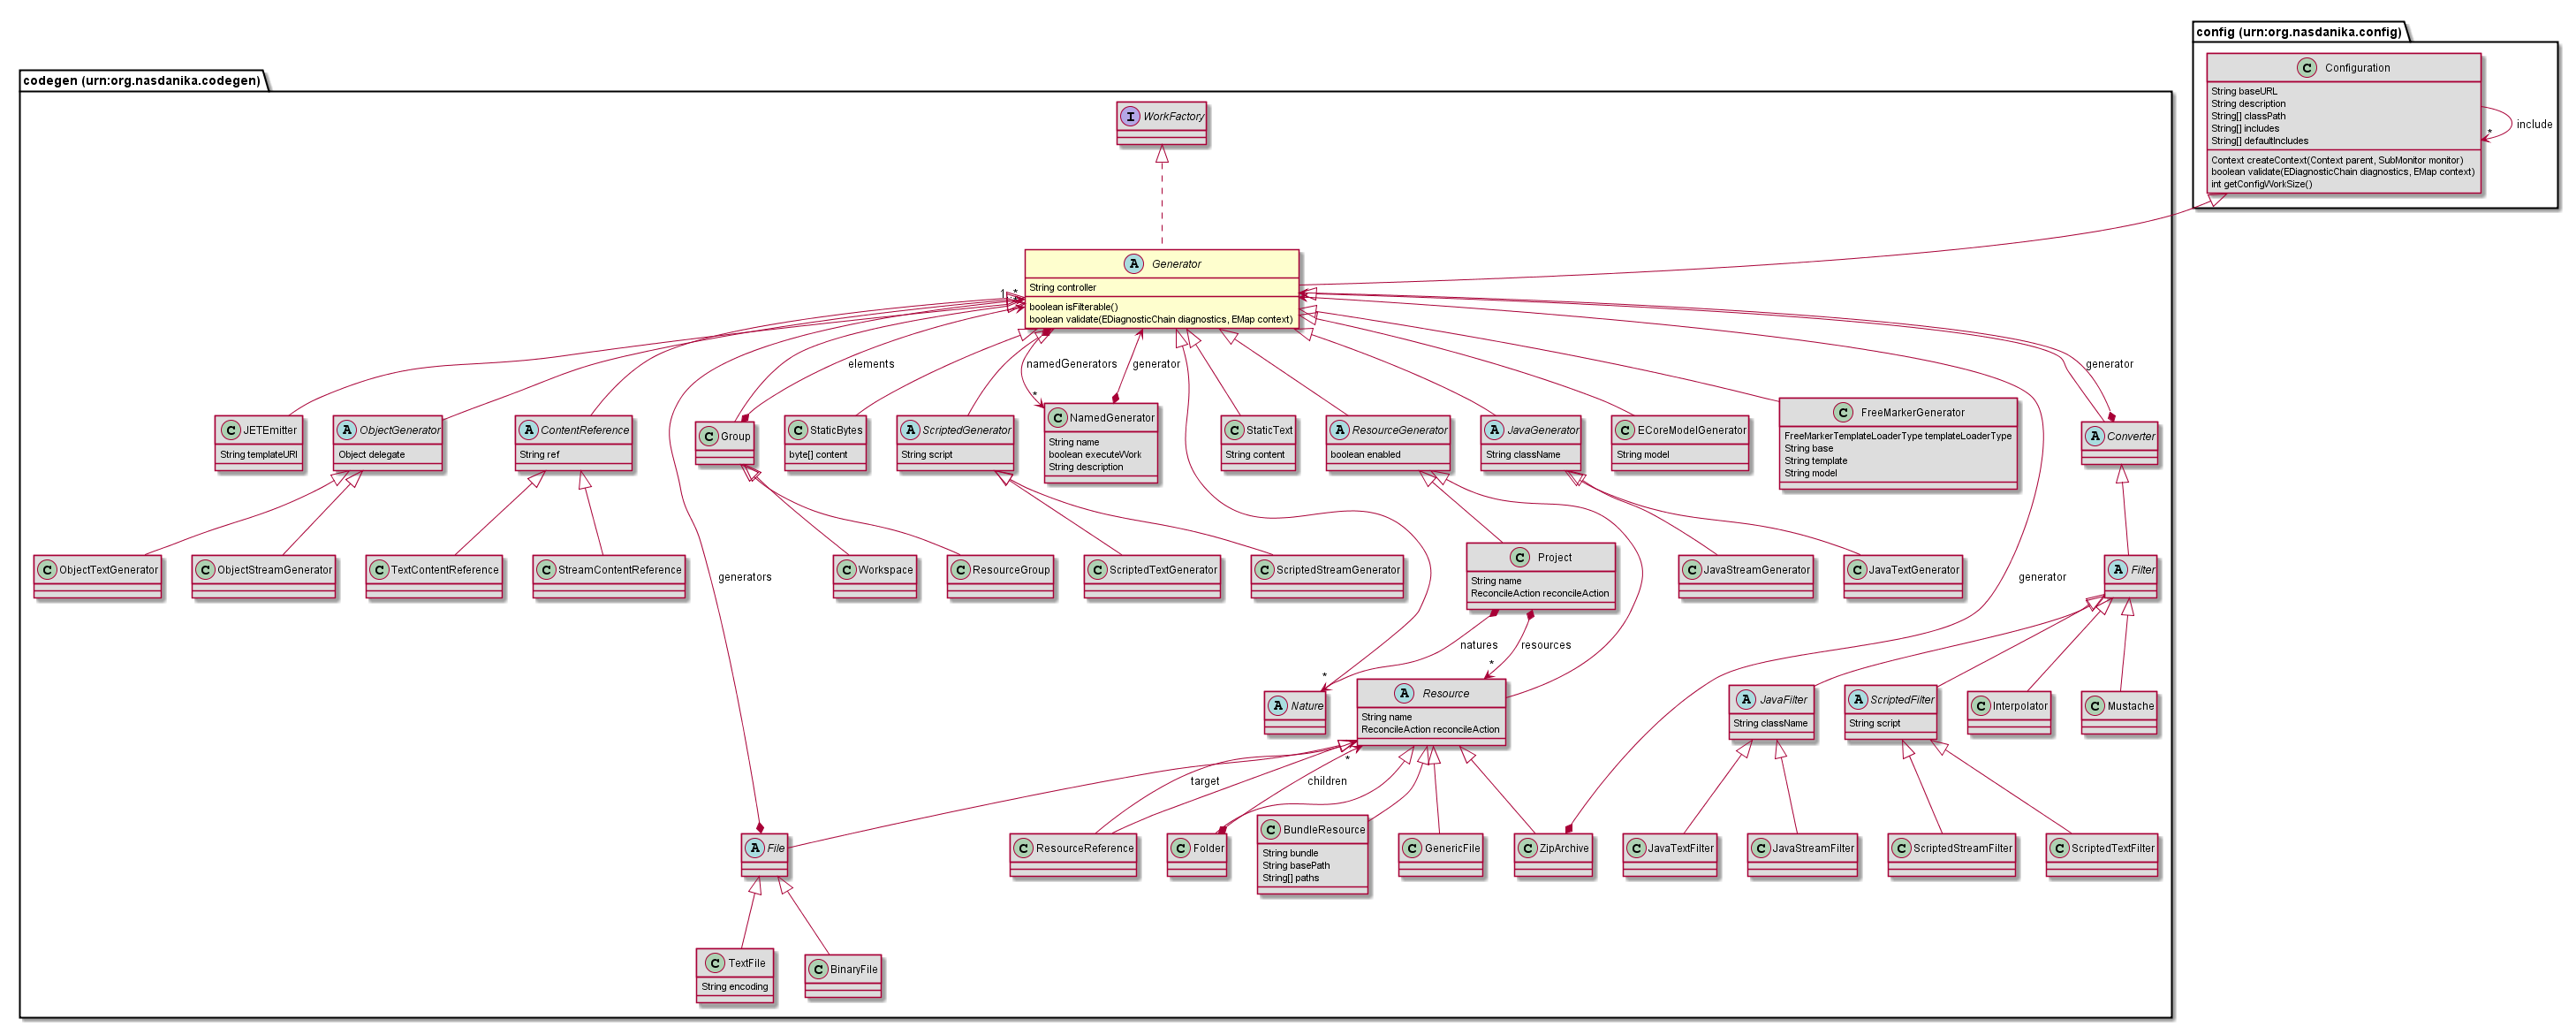 config (urn:org.nasdanika.config)
C Configuration
String baseURL
String description
String[] classPath
String[] includes
String[] defaultIncludes
Context createContext(Context parent, SubMonitor monitor)
boolean validate(EDiagnosticChain diagnostics, EMap context)
int getConfigWorkSize()
*
include
codegen (urn:org.nasdanika.codegen)
I WorkFactory
A Generator
String controller
boolean isFilterable()
boolean validate(EDiagnosticChain diagnostics, EMap context)
1..*
elements
namedGenerators
generator
generator
*
C JETEmitter
String templateURI
A ObjectGenerator
Object delegate
A ContentReference
String ref
C Group
C StaticBytes
byte[] content
A ScriptedGenerator
String script
C NamedGenerator
String name
boolean executeWork
String description
C StaticText
String content
A ResourceGenerator
boolean enabled
A JavaGenerator
String className
C ECoreModelGenerator
String model
C FreeMarkerGenerator
FreeMarkerTemplateLoaderType templateLoaderType
String base
String template
String model
A Converter
C ObjectTextGenerator
C ObjectStreamGenerator
C TextContentReference
C StreamContentReference
generators
C Workspace
C ResourceGroup
C ScriptedTextGenerator
C ScriptedStreamGenerator
C Project
String name
ReconcileAction reconcileAction
C JavaStreamGenerator
C JavaTextGenerator
generator
A Filter
natures
resources
*
*
A Nature
A Resource
String name
ReconcileAction reconcileAction
A JavaFilter
String className
A ScriptedFilter
String script
C Interpolator
C Mustache
target
children
*
A File
C ResourceReference
C Folder
C BundleResource
String bundle
String basePath
String[] paths
C GenericFile
C ZipArchive
C JavaTextFilter
C JavaStreamFilter
C ScriptedStreamFilter
C ScriptedTextFilter
C TextFile
String encoding
C BinaryFile